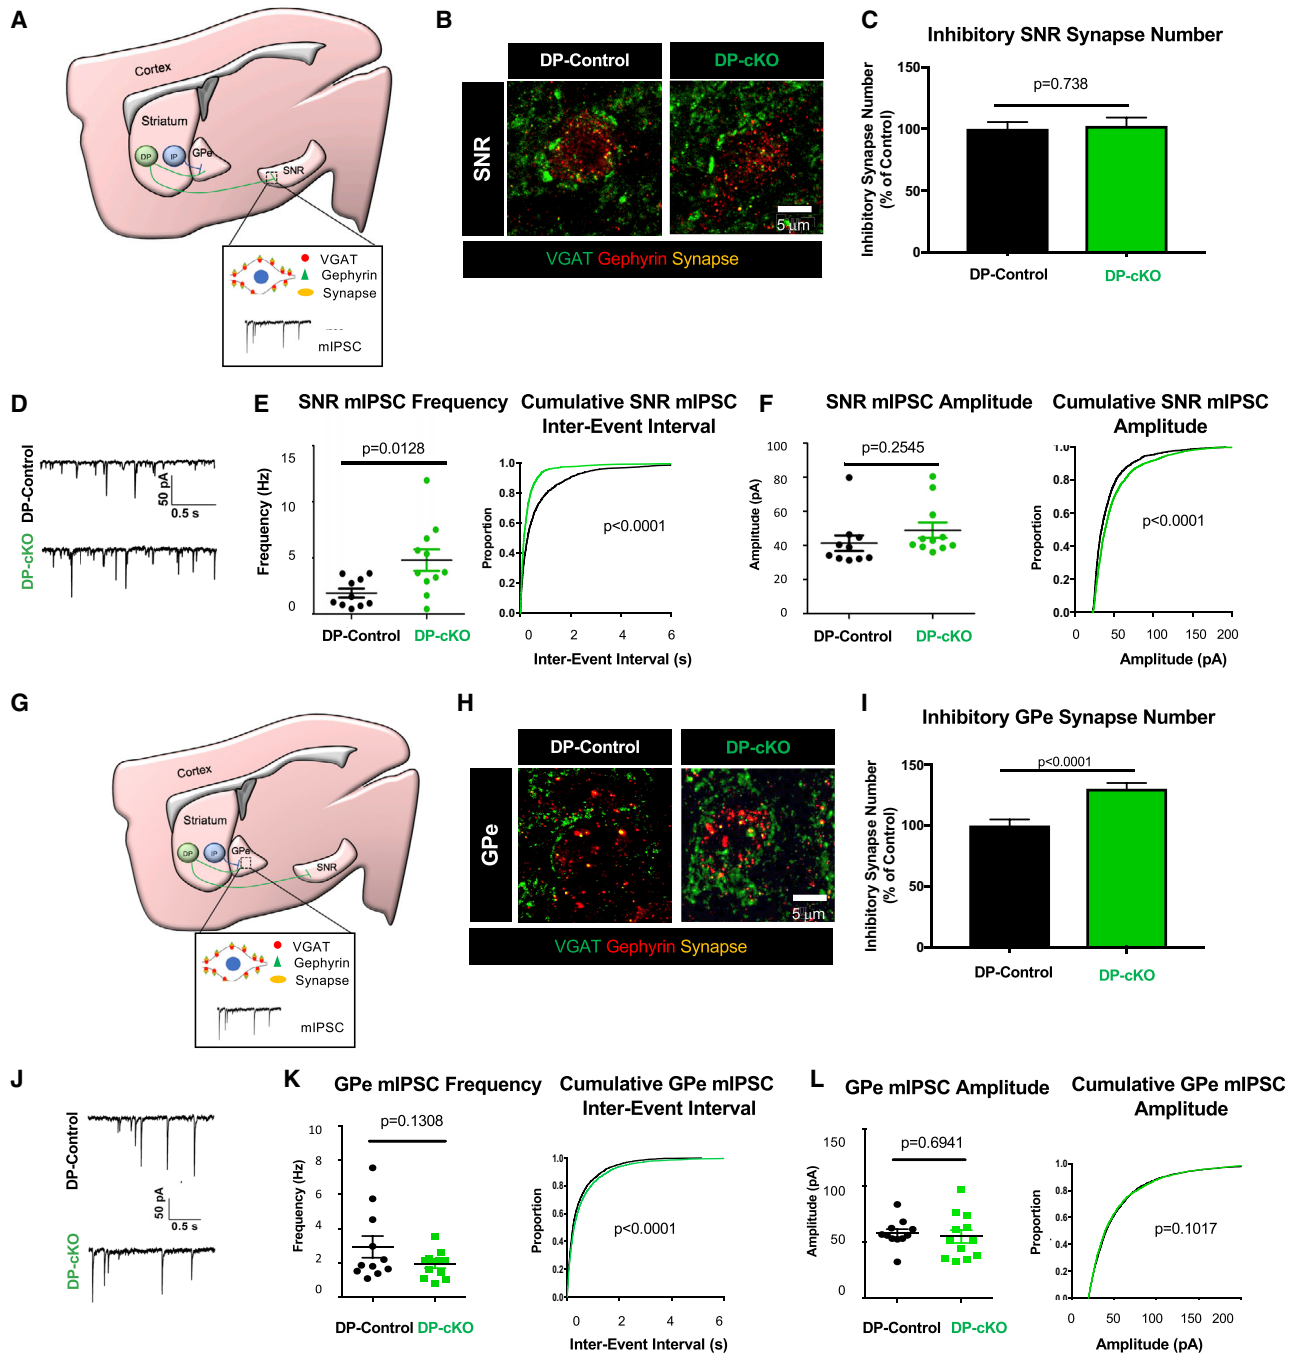 A
Cortex
Striatum
DP
IP
GPe
SNR
VGAT
Gephyrin
Synapse
mIPSC
B
DP-Control
DP-cKO
SNR
5 µm
VGAT Gephyrin Synapse
C
Inhibitory SNR Synapse Number
Inhibitory Synapse Number
(% of Control)
150
100
50
0
p=0.738
DP-Control
DP-cKO
D
DP-Control
DP-cKO
50 pA
0.5 s
E
SNR mIPSC Frequency
Frequency (Hz)
15
10
5
0
p=0.0128
DP-Control
DP-cKO
Cumulative SNR mIPSC
Inter-Event Interval
Proportion
1.0
0.8
0.6
0.4
0.2
0.0
p<0.0001
0 2 4 6
Inter-Event Interval (s)
F
SNR mIPSC Amplitude
Amplitude (pA)
100
80
60
40
20
0
p=0.2545
DP-Control
DP-cKO
Cumulative SNR mIPSC
Amplitude
Proportion
1.0
0.8
0.6
0.4
0.2
0.0
p<0.0001
0 50 100 150 200
Amplitude (pA)
G
Cortex
Striatum
DP
IP
GPe
SNR
VGAT
Gephyrin
Synapse
mIPSC
H
DP-Control
DP-cKO
GPe
5 µm
VGAT Gephyrin Synapse
I
Inhibitory GPe Synapse Number
Inhibitory Synapse Number
(% of Control)
150
100
50
0
p<0.0001
DP-Control
DP-cKO
J
DP-Control
DP-cKO
50 pA
0.5 s
K
GPe mIPSC Frequency
Frequency (Hz)
10
8
6
4
2
0
p=0.1308
DP-Control DP-cKO
Cumulative GPe mIPSC
Inter-Event Interval
Proportion
1.0
0.8
0.6
0.4
0.2
0.0
p<0.0001
0 2 4 6
Inter-Event Interval (s)
L
GPe mIPSC Amplitude
Amplitude (pA)
150
100
50
0
p=0.6941
DP-Control DP-cKO
Cumulative GPe mIPSC
Amplitude
Proportion
1.0
0.8
0.6
0.4
0.2
0.0
p=0.1017
0 50 100 150 200
Amplitude (pA)